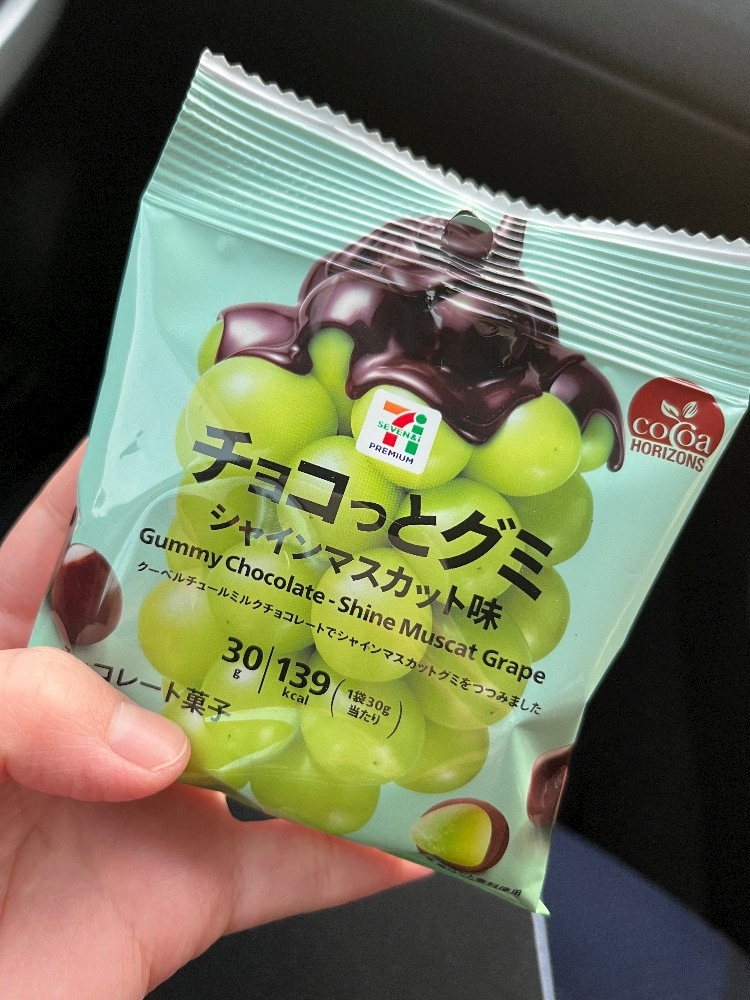 7i
SEVEN&i
PREMIUM
cocoa
HORIZONS
チョコっとグミ
シャインマスカット味
Gummy Chocolate - Shine Muscat Grape
クーベルチュールミルクチョコレートでシャインマスカットグミをつつみました
30g 139kcal (1袋30g当たり)
コレート菓子